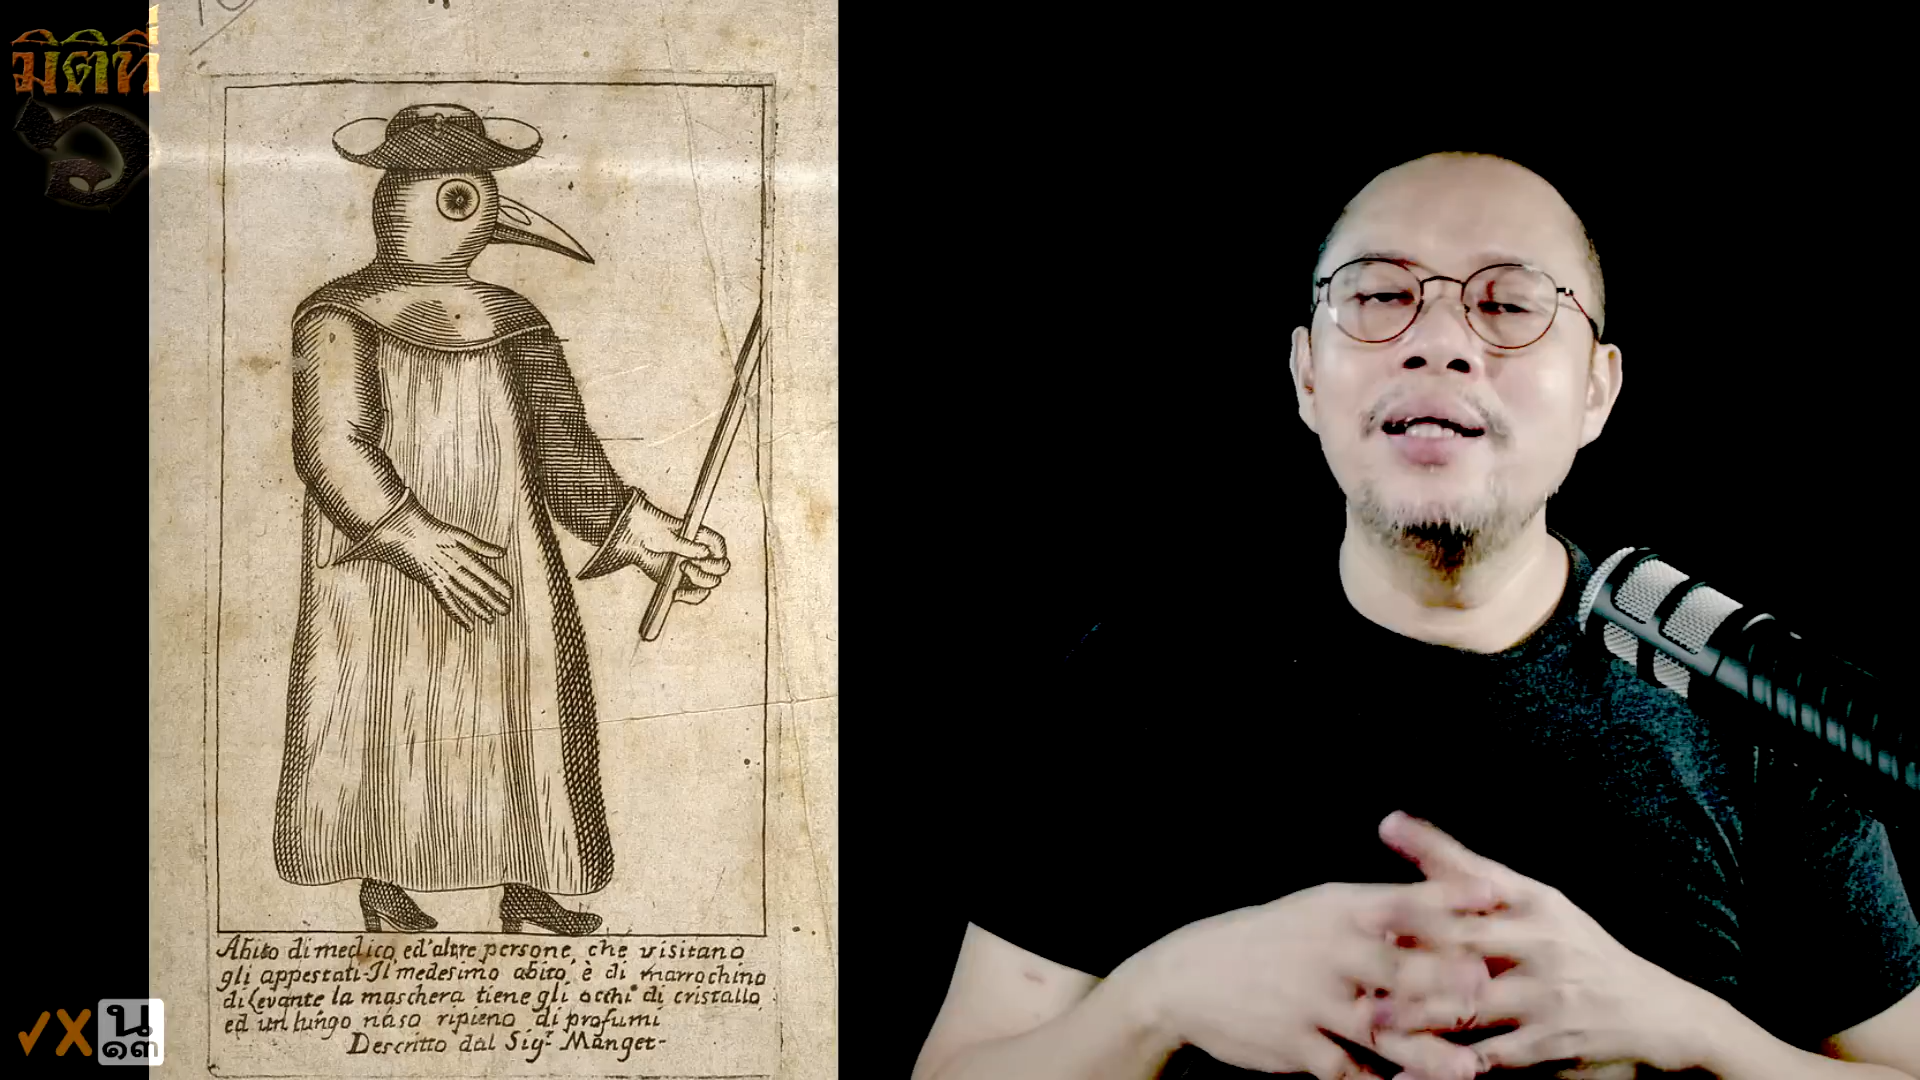 มิติที่
๖
Abito di medico, ed'altre persone, che visitano
gli appestati. Il medesimo abito, è di marrochino
di Levante la maschera tiene gli occhi di cristallo,
ed un lungo naso ripieno di profumi
Descritto dal Sigr. Manget-
✓X น
๑๓